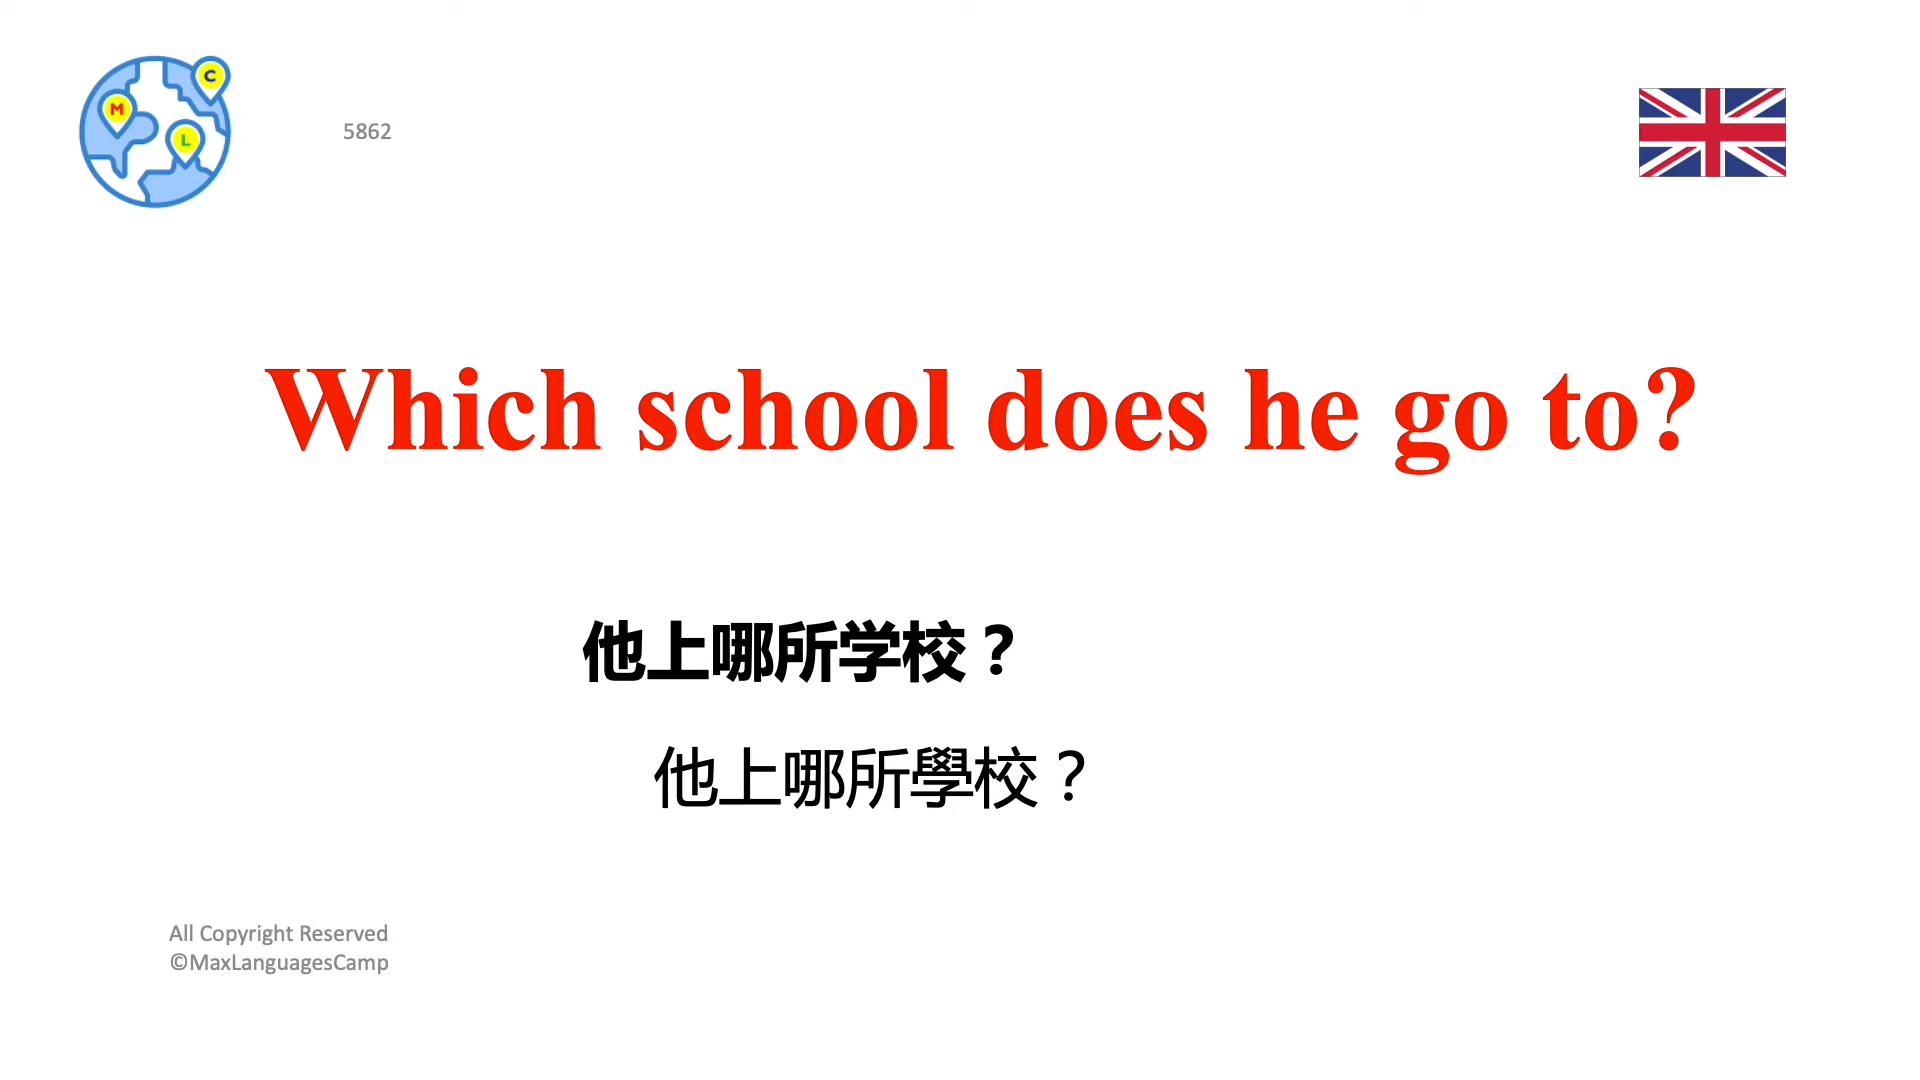 C
M
L
5862
Which school does he go to?
他上哪所学校？
他上哪所學校？
All Copyright Reserved
©MaxLanguagesCamp